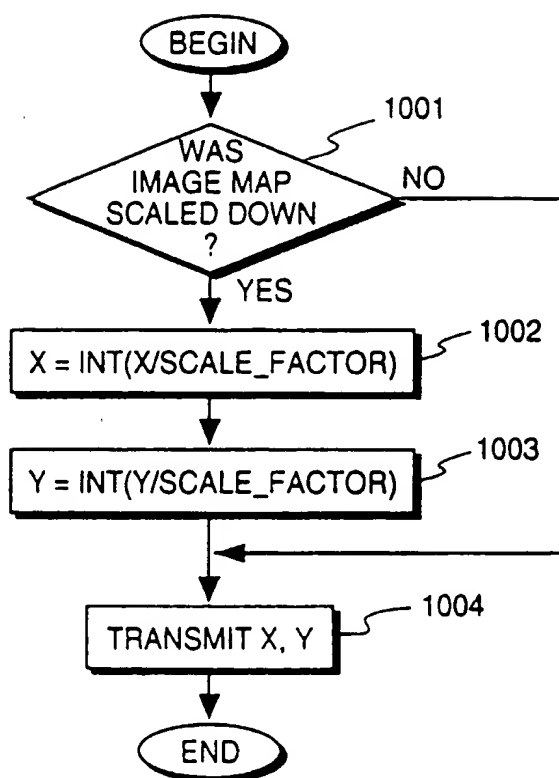 BEGIN
1001
WAS
IMAGE MAP
SCALED DOWN
?
NO
YES
1002
X = INT(X/SCALE_FACTOR)
1003
Y = INT(Y/SCALE_FACTOR)
1004
TRANSMIT X, Y
END